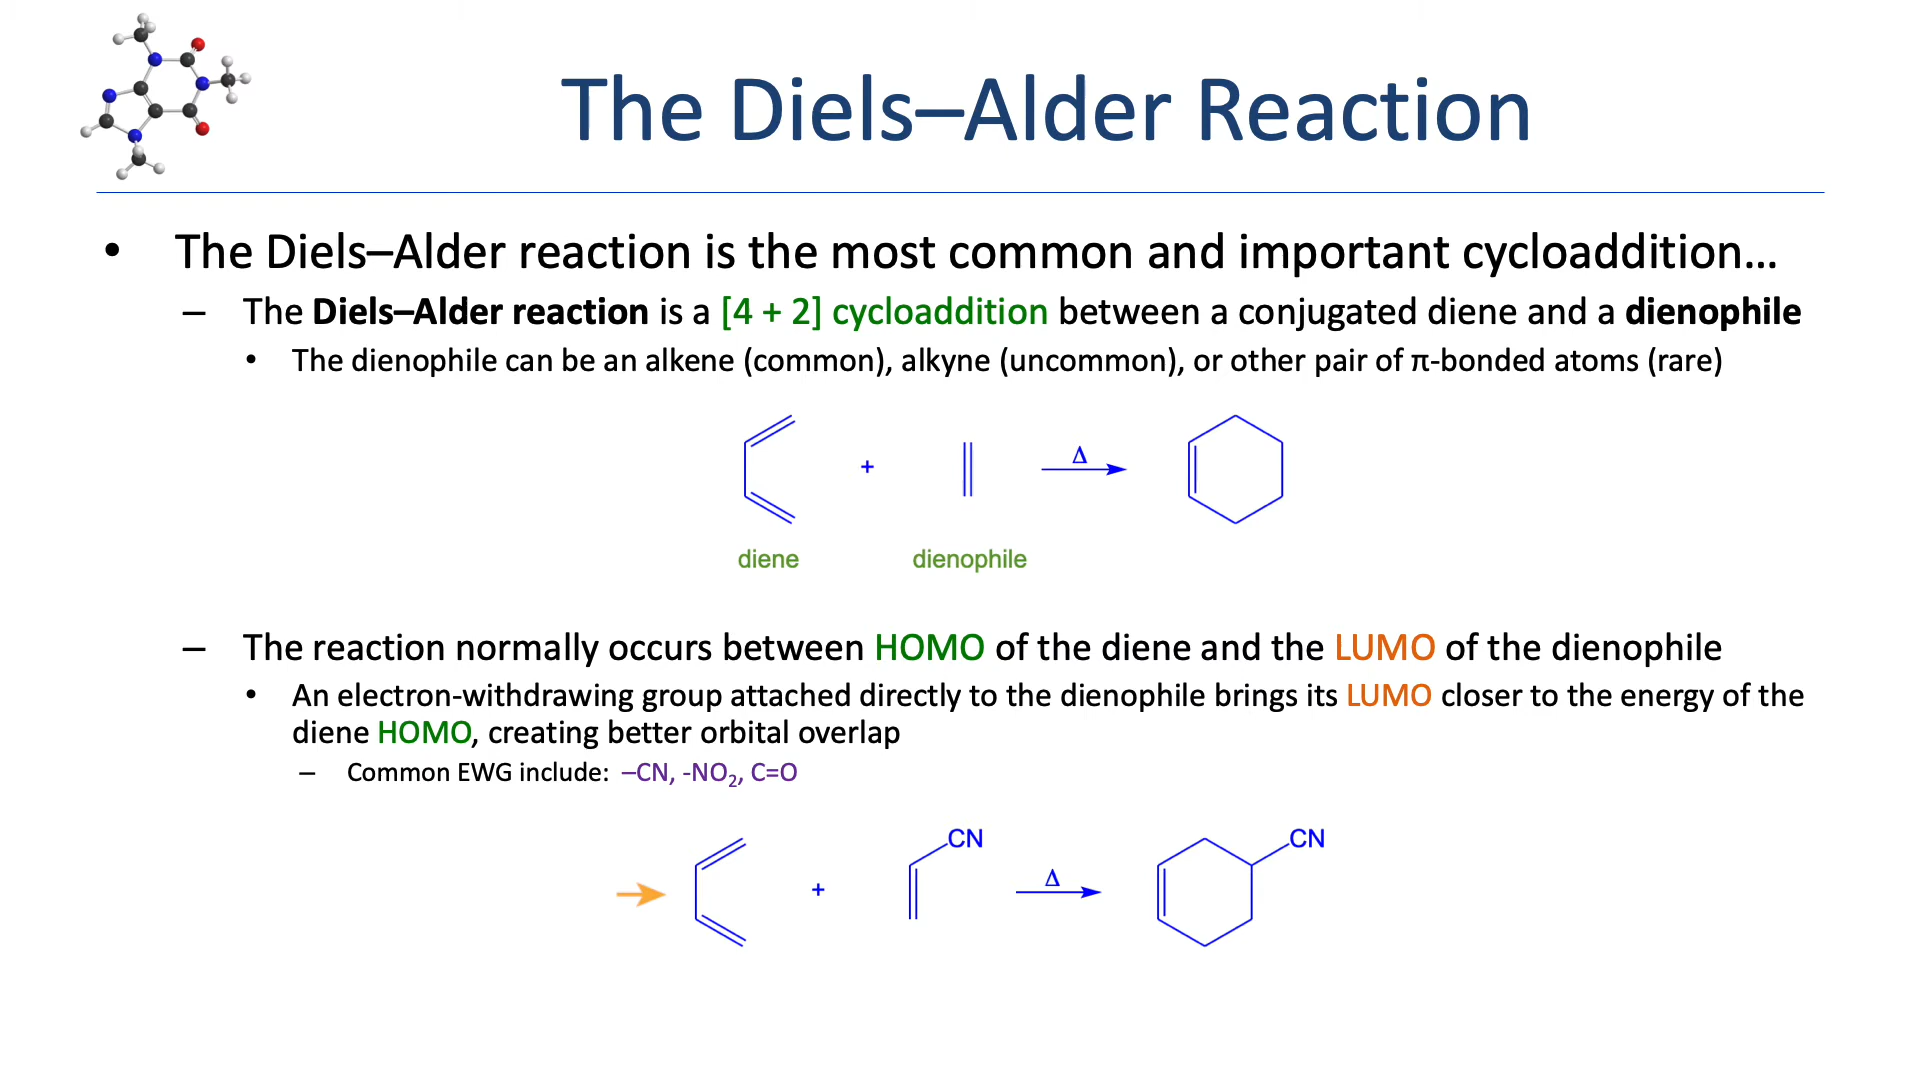 The Diels–Alder Reaction
• The Diels–Alder reaction is the most common and important cycloaddition…
– The Diels–Alder reaction is a [4 + 2] cycloaddition between a conjugated diene and a dienophile
• The dienophile can be an alkene (common), alkyne (uncommon), or other pair of π-bonded atoms (rare)
+ Δ
diene dienophile
– The reaction normally occurs between HOMO of the diene and the LUMO of the dienophile
• An electron-withdrawing group attached directly to the dienophile brings its LUMO closer to the energy of the
diene HOMO, creating better orbital overlap
– Common EWG include: –CN, -NO₂, C=O
CN CN
+ Δ